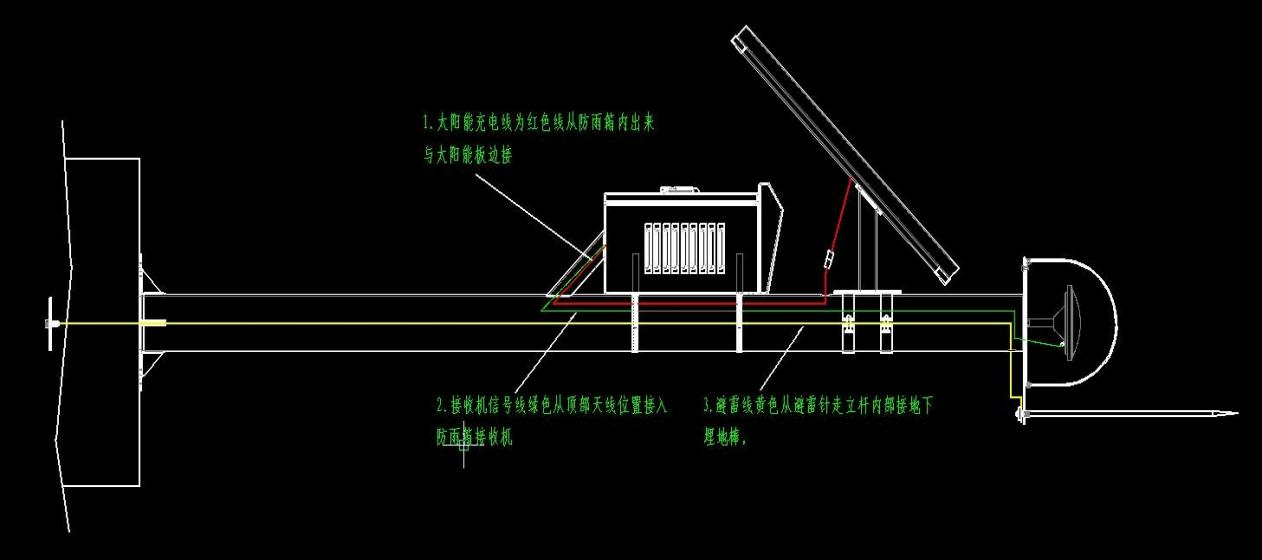 1.太阳能充电线为红色线从防雨箱内出来
与太阳能板边接
2.接收机信号线绿色从顶部天线位置接入
防雨箱接收机
3.避雷线黄色从避雷针走立杆内部接地下
埋地棒.